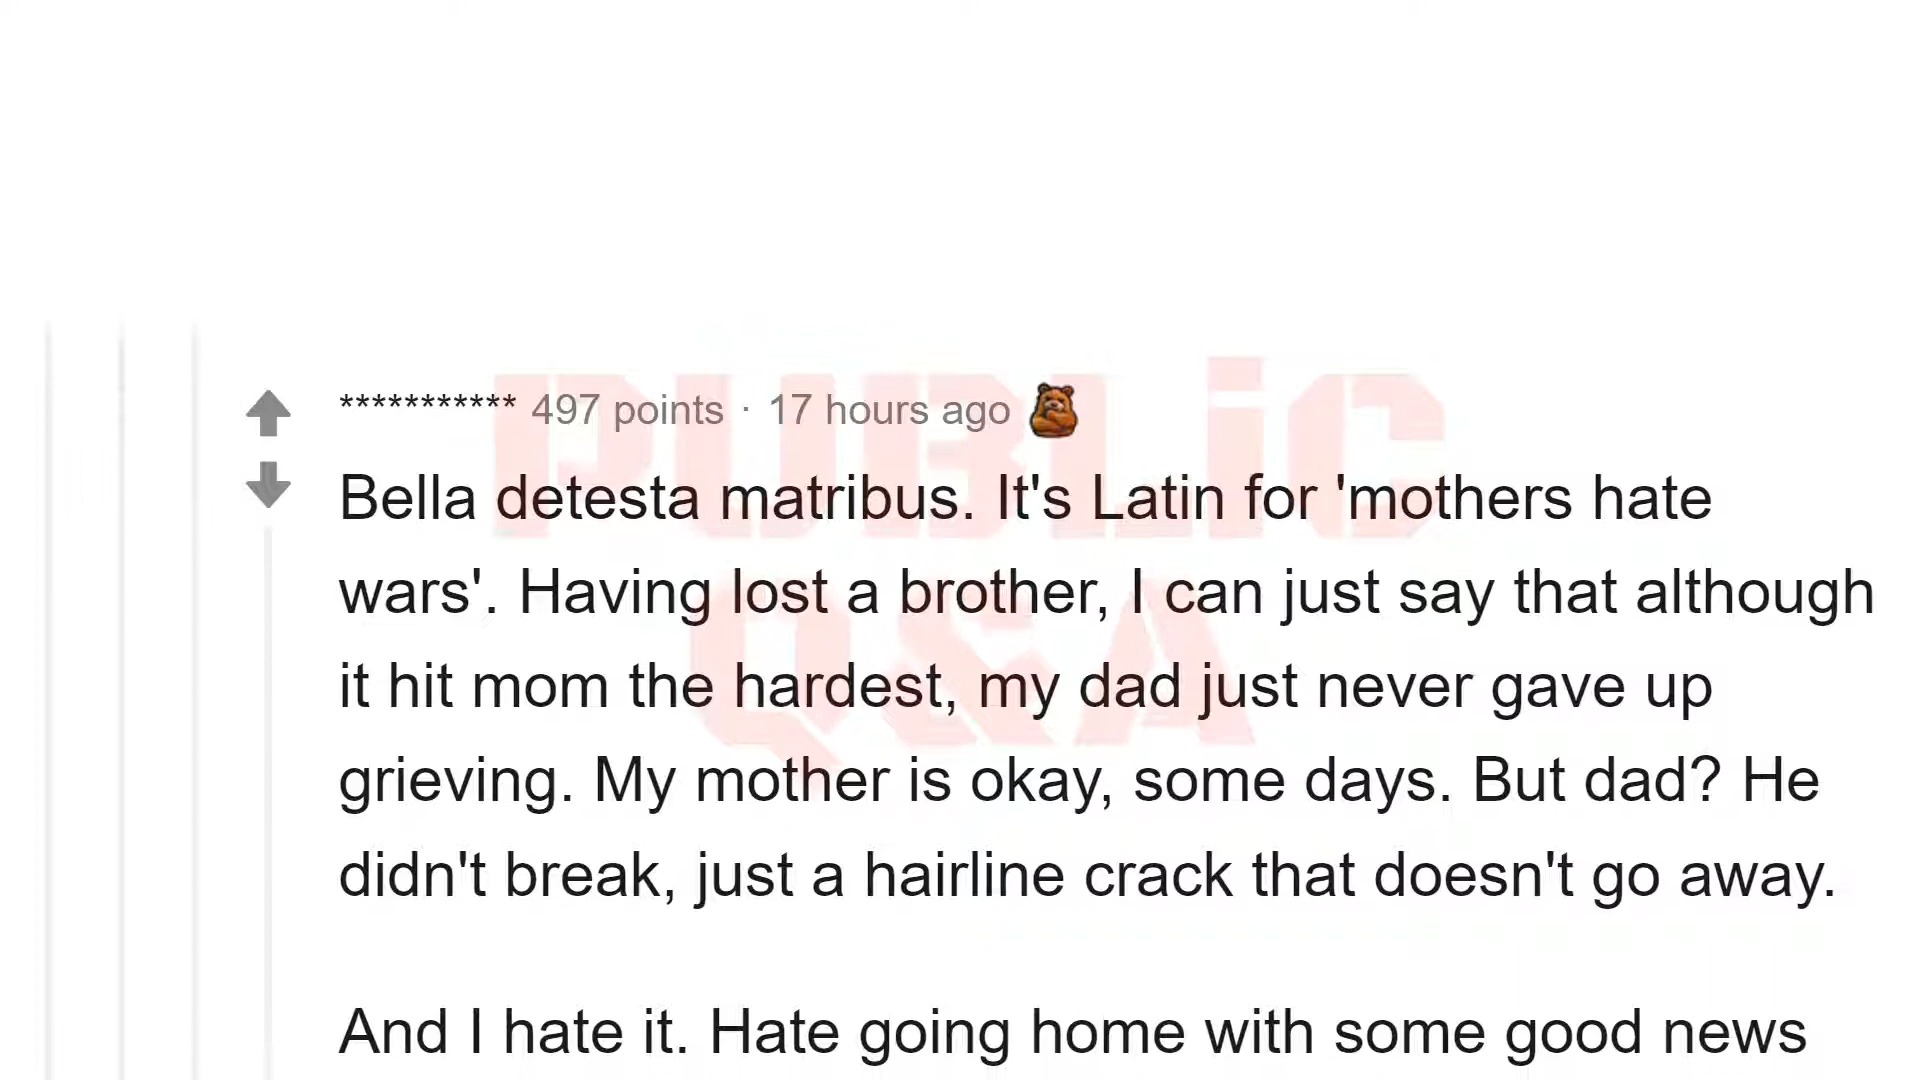 *********** 497 points · 17 hours ago
Bella detesta matribus. It's Latin for 'mothers hate
wars'. Having lost a brother, I can just say that although
it hit mom the hardest, my dad just never gave up
grieving. My mother is okay, some days. But dad? He
didn't break, just a hairline crack that doesn't go away.
And I hate it. Hate going home with some good news
PUBLiC
Q&A